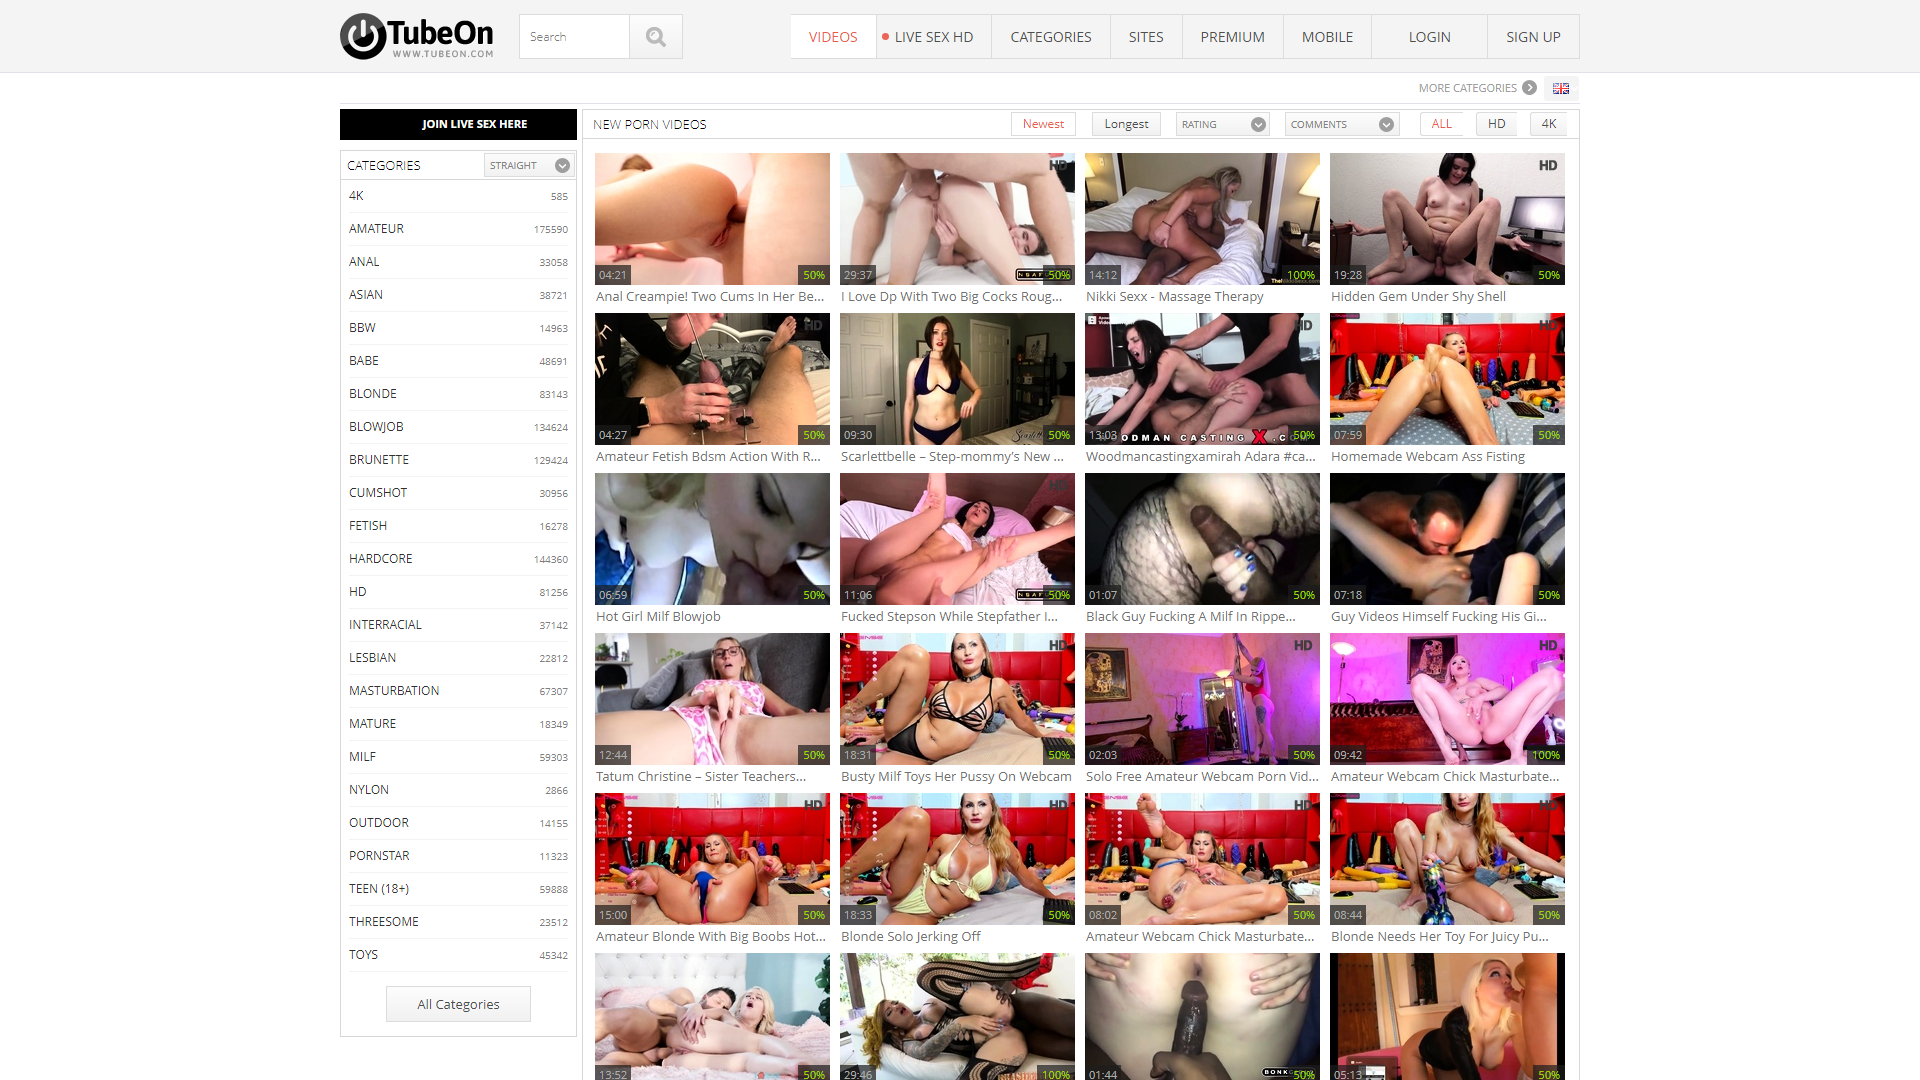 TubeOn
WWW.TUBEON.COM
Search
VIDEOS
LIVE SEX HD
CATEGORIES
SITES
PREMIUM
MOBILE
LOGIN
SIGN UP
MORE CATEGORIES
JOIN LIVE SEX HERE
CATEGORIES
STRAIGHT
4K 585
AMATEUR 175590
ANAL 33058
ASIAN 38721
BBW 14963
BABE 48691
BLONDE 83143
BLOWJOB 134624
BRUNETTE 129424
CUMSHOT 30956
FETISH 16278
HARDCORE 144360
HD 81256
INTERRACIAL 37142
LESBIAN 22812
MASTURBATION 67307
MATURE 18349
MILF 59303
NYLON 2866
OUTDOOR 14155
PORNSTAR 11323
TEEN (18+) 59888
THREESOME 23512
TOYS 45342
All Categories
NEW PORN VIDEOS
Newest
Longest
RATING
COMMENTS
ALL
HD
4K
04:21 50%
Anal Creampie! Two Cums In Her Be...
HD
29:37 50%
I Love Dp With Two Big Cocks Roug...
14:12 100%
Nikki Sexx - Massage Therapy
HD
19:28 50%
Hidden Gem Under Shy Shell
HD
04:27 50%
Amateur Fetish Bdsm Action With R...
09:30 50%
Scarlettbelle – Step-mommy’s New ...
HD
WOODMAN CASTING X
13:03 50%
Woodmancastingxamirah Adara #ca...
HD
07:59 50%
Homemade Webcam Ass Fisting
06:59 50%
Hot Girl Milf Blowjob
HD
11:06 50%
Fucked Stepson While Stepfather I...
01:07 50%
Black Guy Fucking A Milf In Rippe...
07:18 50%
Guy Videos Himself Fucking His Gi...
12:44 50%
Tatum Christine – Sister Teachers...
HD
18:31 50%
Busty Milf Toys Her Pussy On Webcam
HD
02:03 50%
Solo Free Amateur Webcam Porn Vid...
HD
09:42 100%
Amateur Webcam Chick Masturbate...
HD
15:00 50%
Amateur Blonde With Big Boobs Hot...
HD
18:33 50%
Blonde Solo Jerking Off
HD
08:02 50%
Amateur Webcam Chick Masturbate...
HD
08:44 50%
Blonde Needs Her Toy For Juicy Pu...
13:52 50%
29:46 100%
01:44 50%
05:13 50%